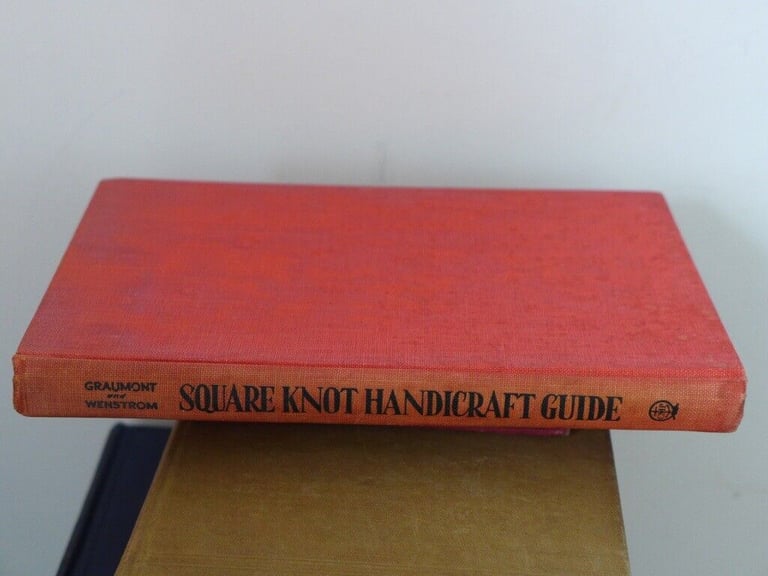 GRAUMONT
and
WENSTROM
SQUARE KNOT HANDICRAFT GUIDE